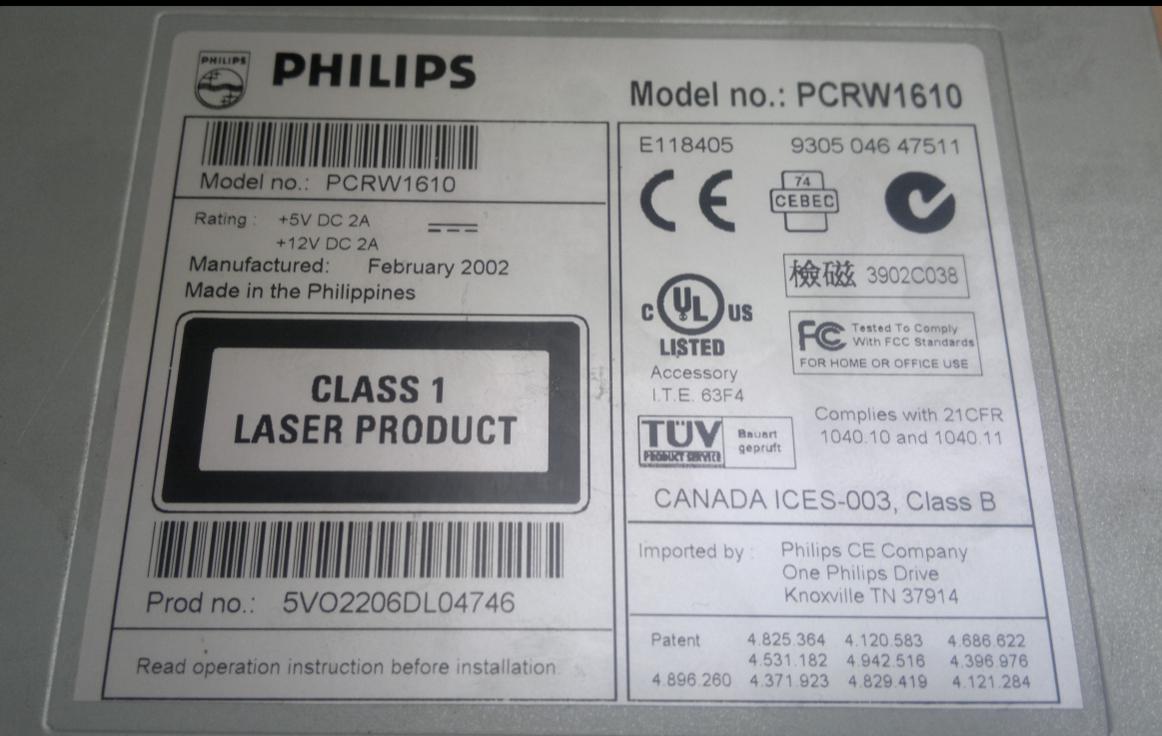 PHILIPS
PHILIPS
Model no.: PCRW1610
Model no.: PCRW1610
Rating : +5V DC 2A
+12V DC 2A
Manufactured: February 2002
Made in the Philippines
CLASS 1
LASER PRODUCT
Prod no.: 5VO2206DL04746
Read operation instruction before installation
E118405 9305 046 47511
CE
74
CEBEC
檢磁 3902C038
C UL US
LISTED
Accessory
I.T.E. 63F4
FC Tested To Comply
With FCC Standards
FOR HOME OR OFFICE USE
TÜV
PRODUCT SERVICE
Bauart
gepruft
Complies with 21CFR
1040.10 and 1040.11
CANADA ICES-003, Class B
Imported by : Philips CE Company
One Philips Drive
Knoxville TN 37914
Patent 4.825.364 4.120.583 4.686.622
4.531.182 4.942.516 4.396.976
4.896.260 4.371.923 4.829.419 4.121.284